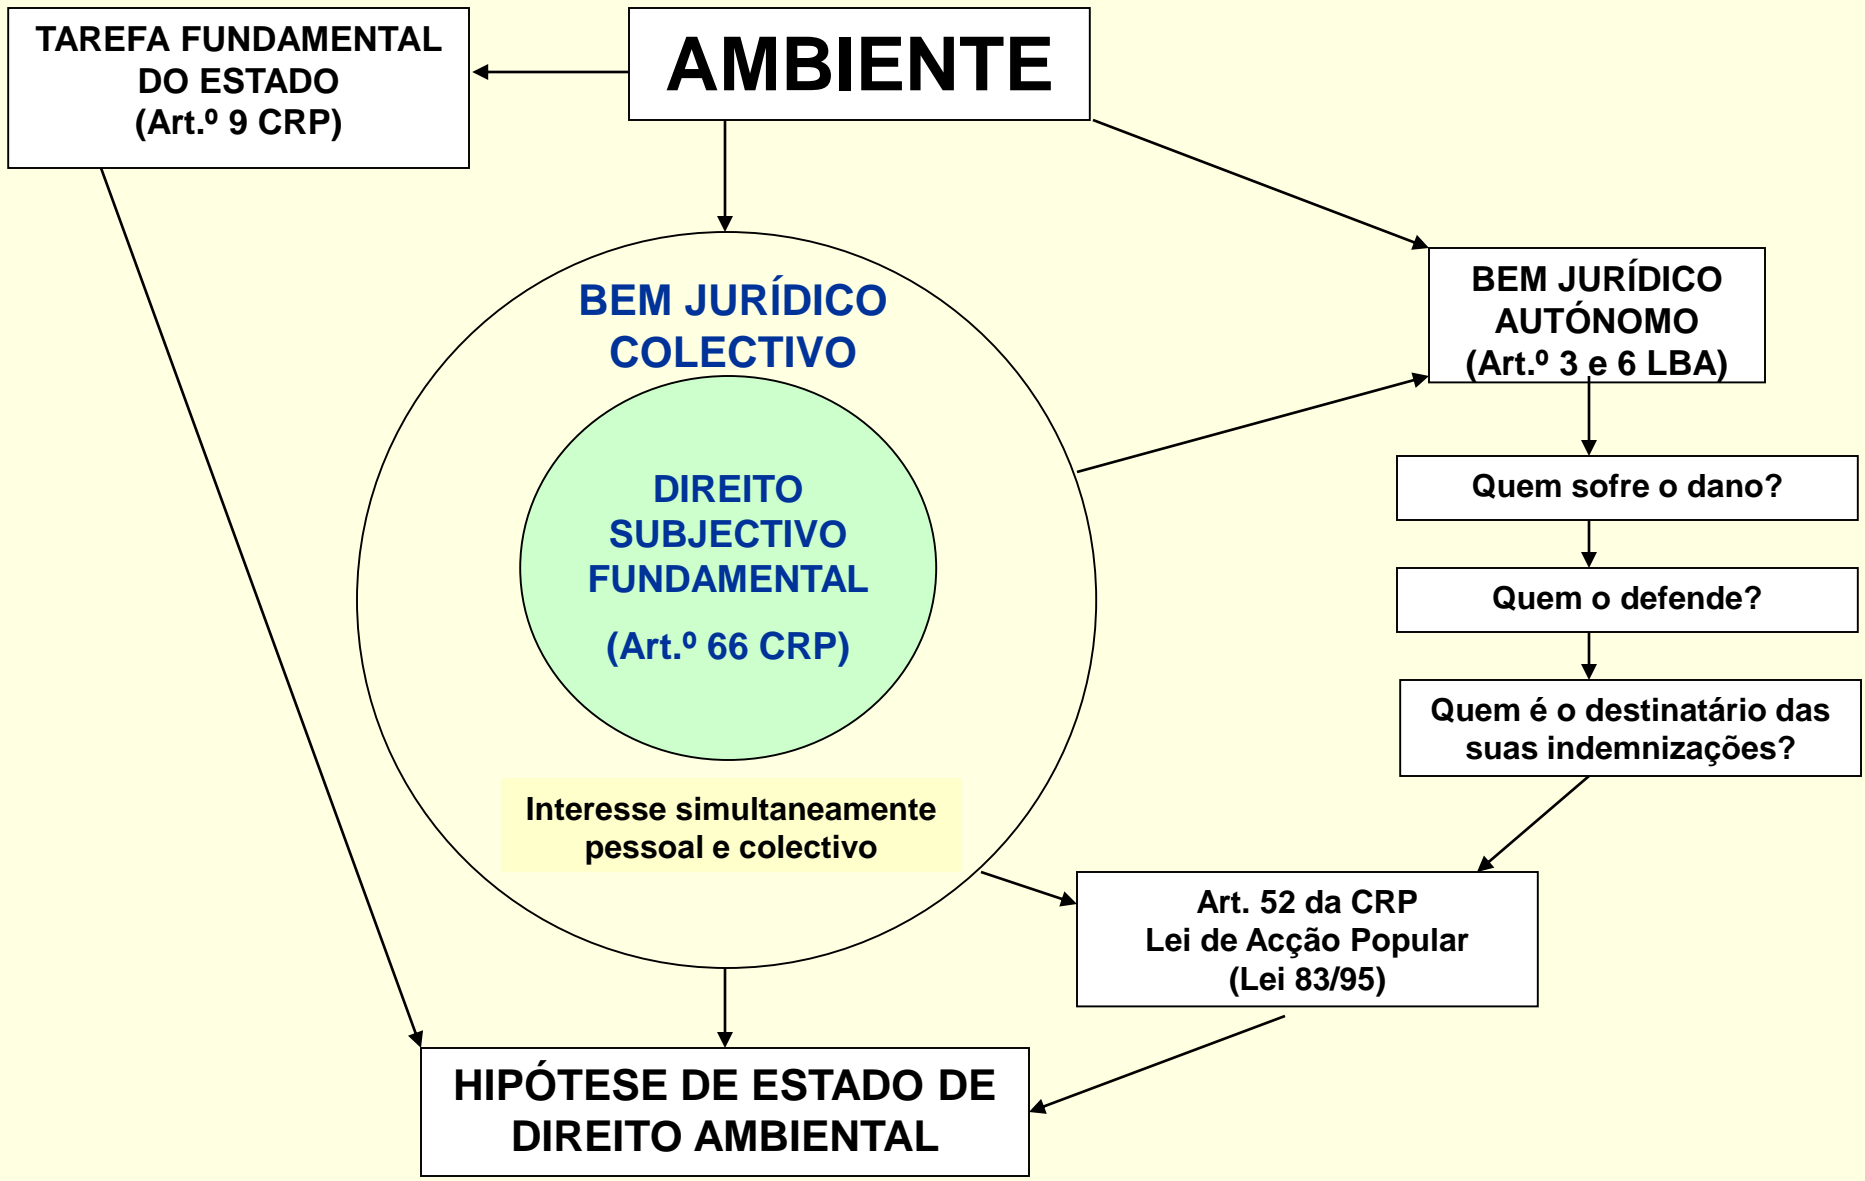 TAREFA FUNDAMENTAL
DO ESTADO
(Art.º 9 CRP)
AMBIENTE
BEM JURÍDICO
COLECTIVO
DIREITO
SUBJECTIVO
FUNDAMENTAL
(Art.º 66 CRP)
Interesse simultaneamente
pessoal e colectivo
BEM JURÍDICO
AUTÓNOMO
(Art.º 3 e 6 LBA)
Quem sofre o dano?
Quem o defende?
Quem é o destinatário das
suas indemnizações?
Art. 52 da CRP
Lei de Acção Popular
(Lei 83/95)
HIPÓTESE DE ESTADO DE
DIREITO AMBIENTAL